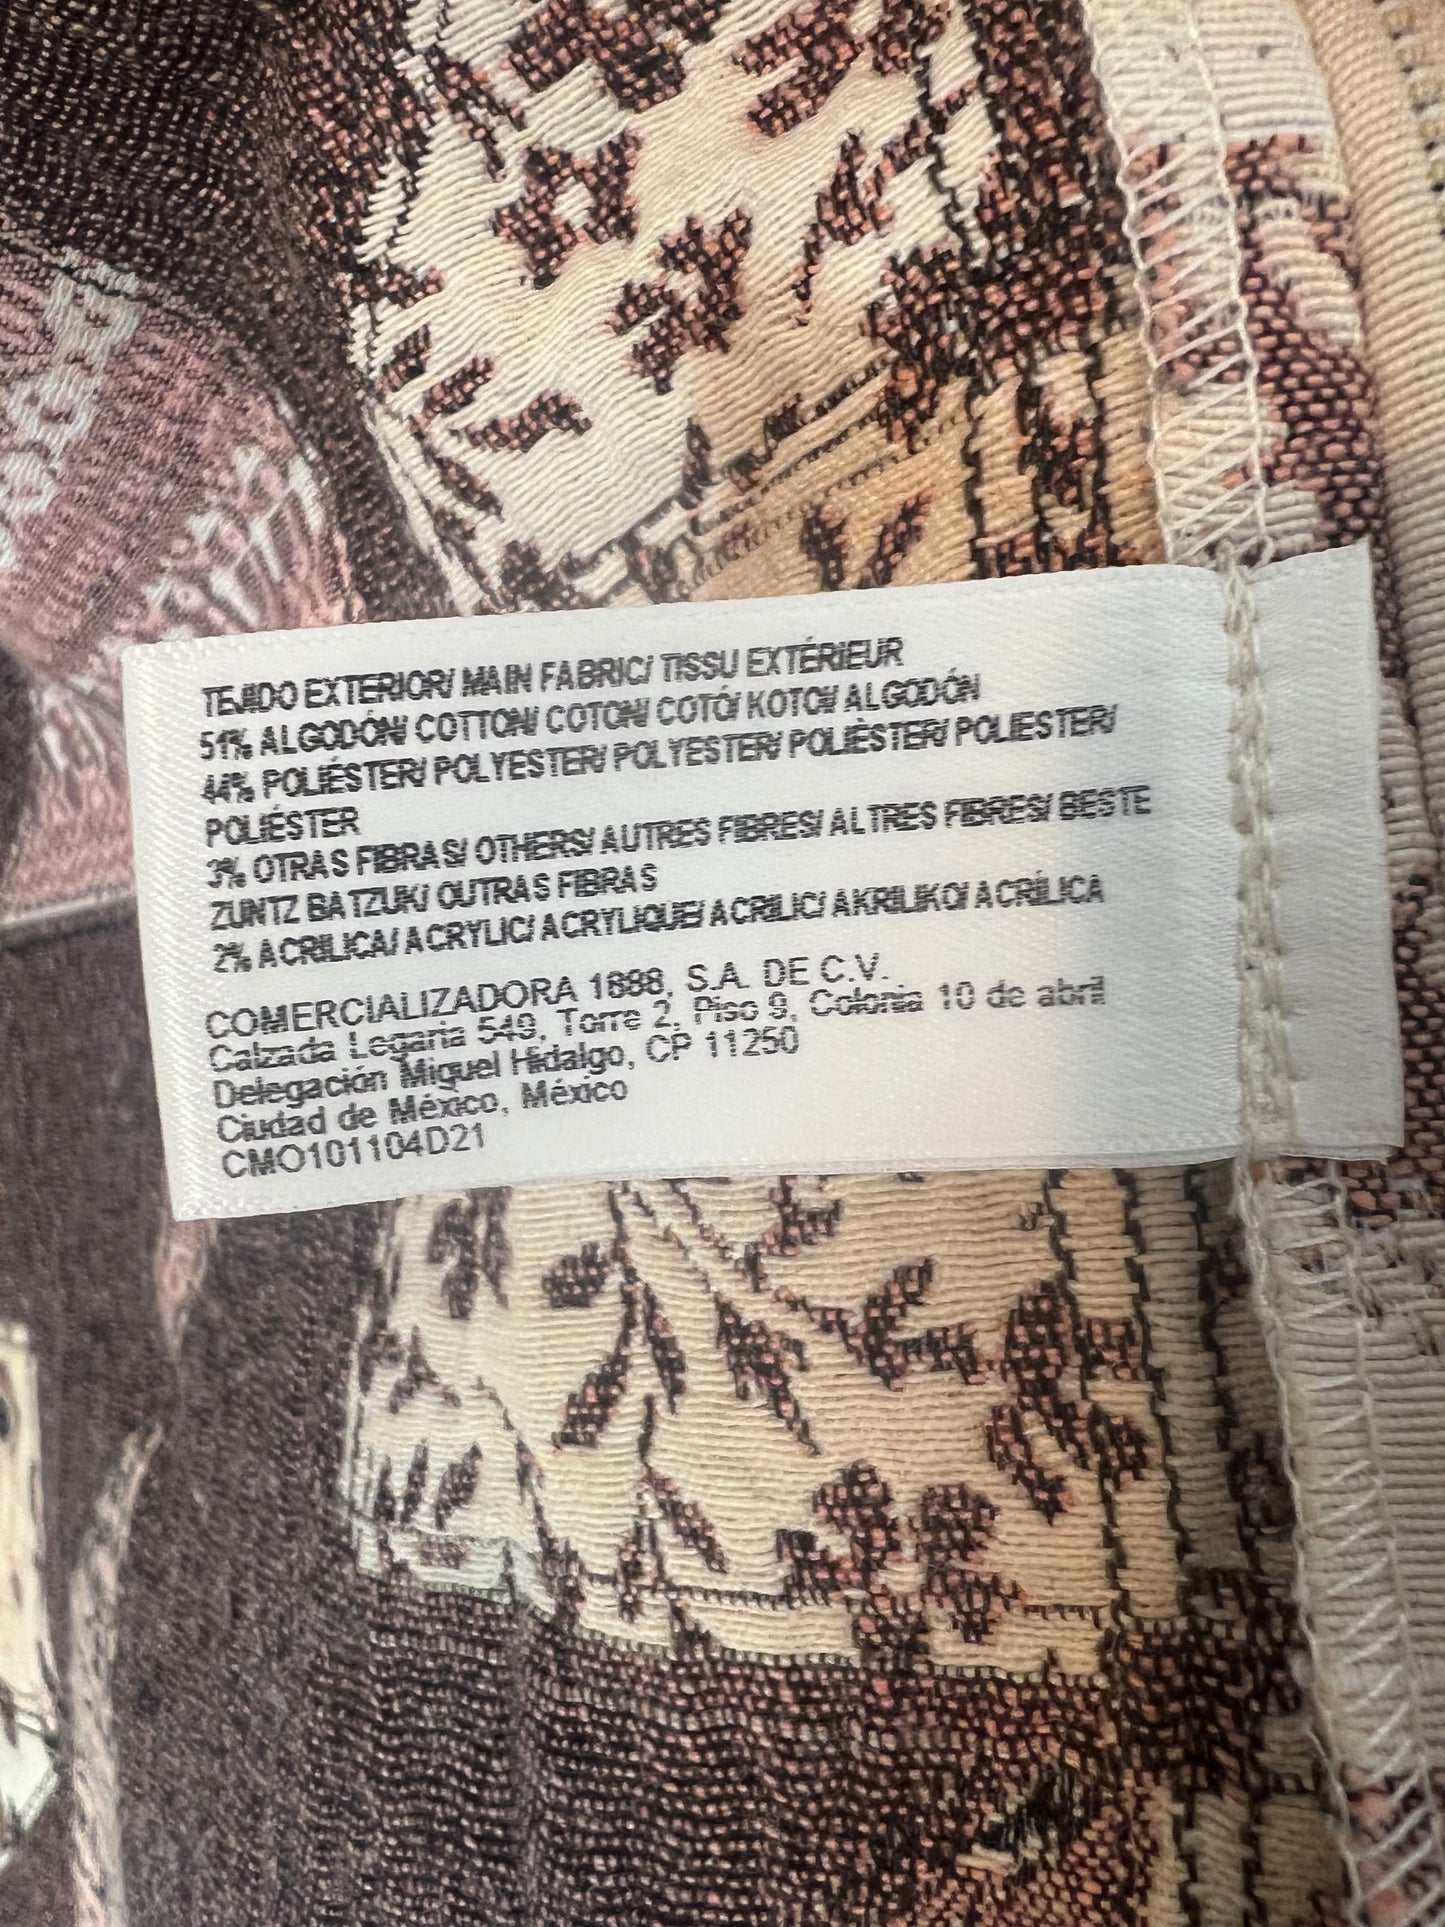 TEJIDO EXTERIOR/ MAIN FABRIC/ TISSU EXTÉRIEUR
51% ALGODÓN/ COTTON/ COTON/ COTÓ/ KOTOI/ ALGODÓN
44% POLIÉSTER/ POLYESTER/ POLYESTER/ POLIÈSTER/ POLIESTER/
POLIÉSTER
3% OTRAS FIBRAS/ OTHERS/ AUTRES FIBRES/ ALTRES FIBRES/ BESTE
ZUNTZ BATZUK/ OUTRAS FIBRAS
2% ACRILICA/ ACRYLIC/ ACRYLIQUE/ ACRILIC/ AKRILIKO/ ACRÍLICA
COMERCIALIZADORA 1888, S.A. DE C.V.
Calzada Legaria 549, Torre 2, Piso 9, Colonia 10 de abril
Delegación Miguel Hidalgo, CP 11250
Ciudad de México, México
CMO101104D21